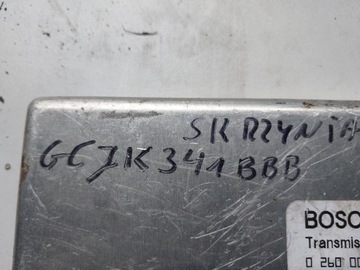 SKRZYNIA
GCJK341BBB
BOSC
Transmis
0 260 00